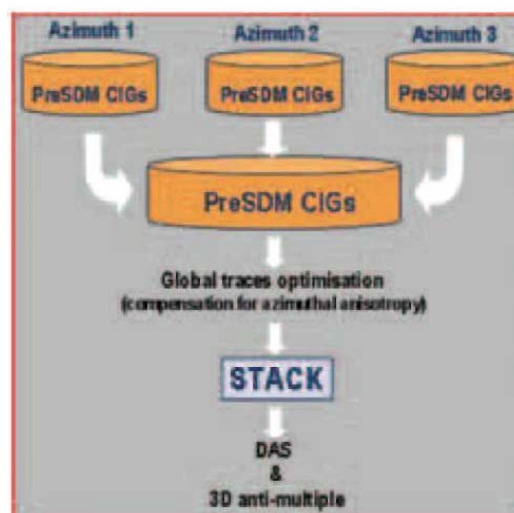 Azimuth 1 Azimuth 2 Azimuth 3
PreSDM CIGs PreSDM CIGs PreSDM CIGs
PreSDM CIGs
Global traces optimisation
(compensation for azimuthal anisotropy)
STACK
DAS
&
3D anti-multiple